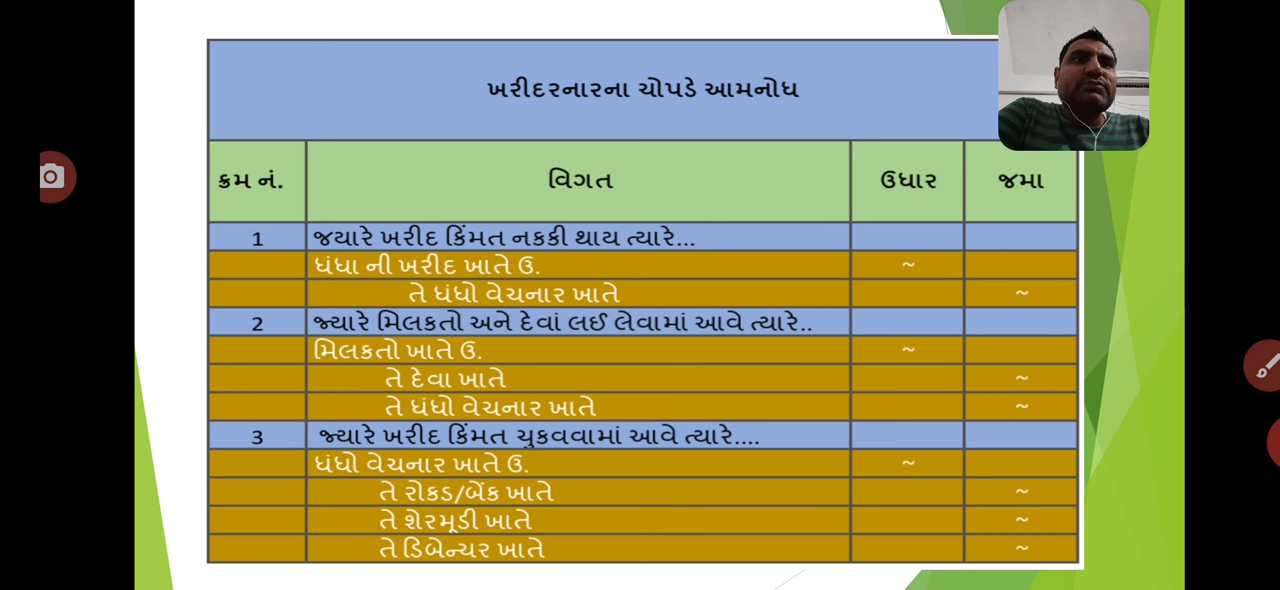 ખરીદરનારના ચોપડે આમનોધ
ક્રમ નં. વિગત ઉધાર જમા
1 જયારે ખરીદ કિંમત નકકી થાય ત્યારે...
ધંધા ની ખરીદ ખાતે ઉ. ~
તે ધંધો વેચનાર ખાતે ~
2 જ્યારે મિલકતો અને દેવાં લઈ લેવામાં આવે ત્યારે..
મિલકતો ખાતે ઉ. ~
તે દેવા ખાતે ~
તે ધંધો વેચનાર ખાતે ~
3 જ્યારે ખરીદ કિંમત ચુકવવામાં આવે ત્યારે....
ધંધો વેચનાર ખાતે ઉ. ~
તે રોકડ/બેંક ખાતે ~
તે શેરમૂડી ખાતે ~
તે ડિબેન્ચર ખાતે ~